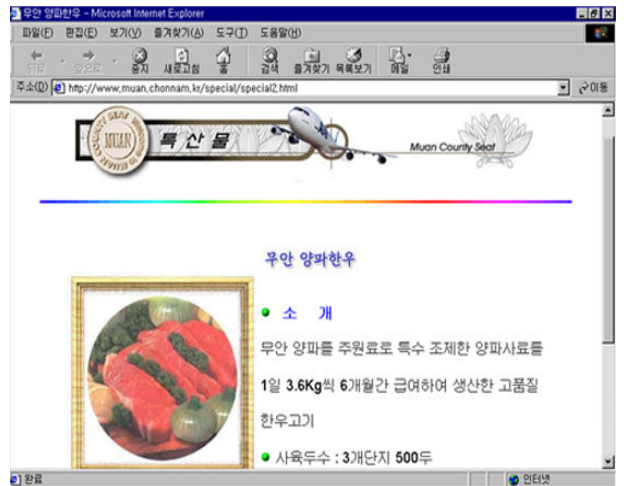 무안 양파한우 - Microsoft Internet Explorer
파일(F) 편집(E) 보기(V) 즐겨찾기(A) 도구(T) 도움말(H)
뒤로 앞으로 중지 새로고침 홈 검색 즐겨찾기 목록보기 메일 인쇄
주소(D) http://www.muan.chonnam.kr/special/special2.html 이동
MUAN 특산물 Muan County Seat
무안 양파한우
소 개
무안 양파를 주원료로 특수 조제한 양파사료를
1일 3.6Kg씩 6개월간 급여하여 생산한 고품질
한우고기
사육두수 : 3개단지 500두
완료 인터넷